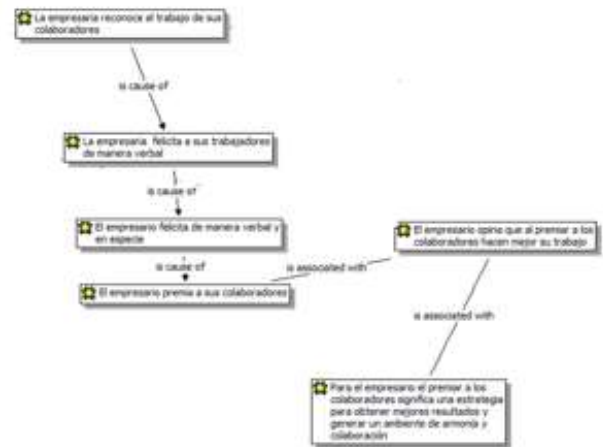 La empresaria reconoce el trabajo de sus
colaboradores
is cause of
La empresaria felicita a sus trabajadores
de manera verbal
is cause of
El empresario felicita de manera verbal y
en especie
El empresario opina que al premiar a los
colaboradores hacen mejor su trabajo
is cause of
is associated with
El empresario premia a sus colaboradores
is associated with
Para el empresario el premiar a los
colaboradores significa una estrategia
para obtener mejores resultados y
generar un ambiente de armonía y
colaboración